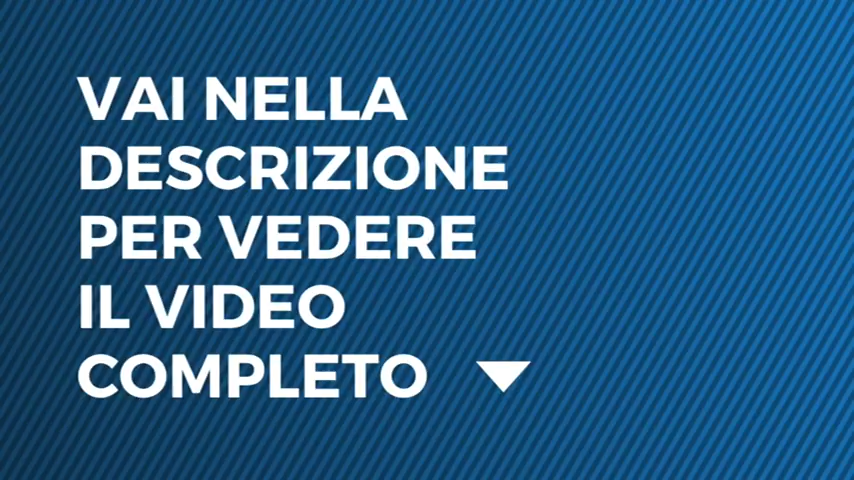 VAI NELLA
DESCRIZIONE
PER VEDERE
IL VIDEO
COMPLETO